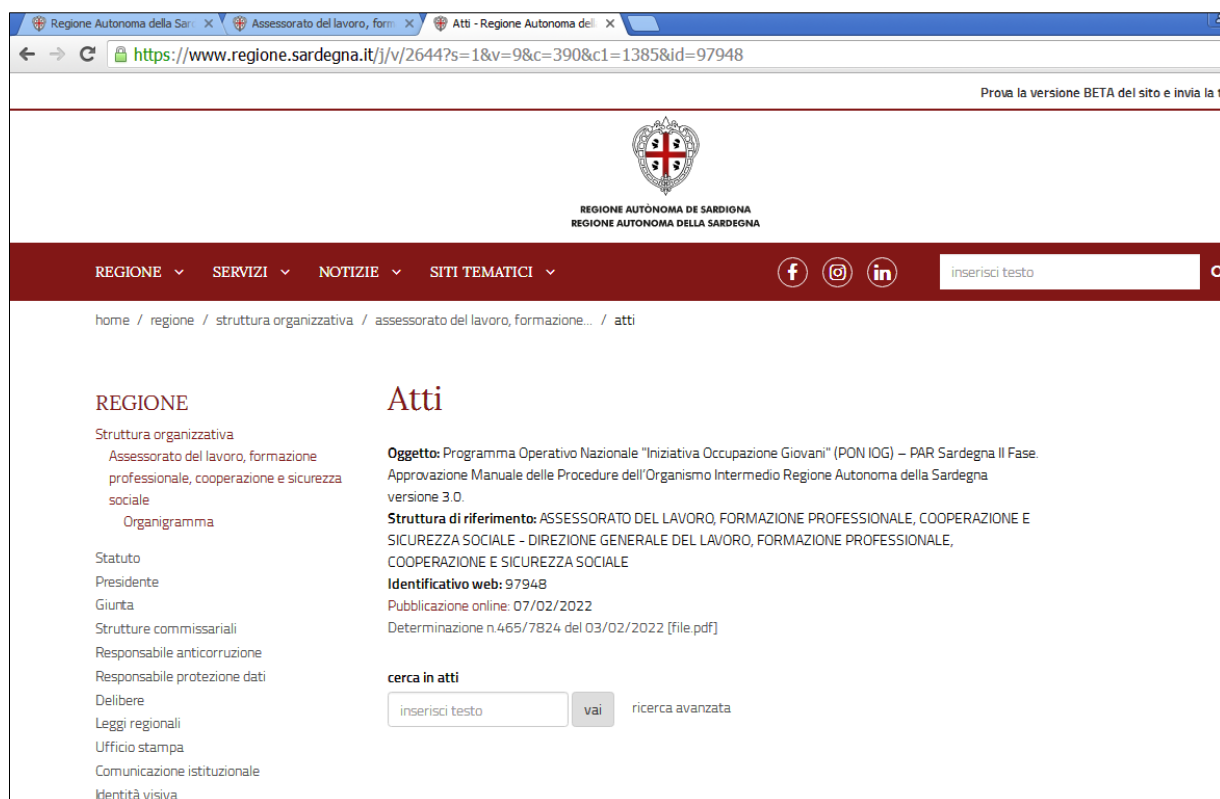 Regione Autonoma della Sar
Assessorato del lavoro, form
Atti - Regione Autonoma del
https://www.regione.sardegna.it/j/v/2644?s=1&v=9&c=390&c1=1385&id=97948
Prova la versione BETA del sito e invia la t
REGIONE AUTÒNOMA DE SARDIGNA
REGIONE AUTONOMA DELLA SARDEGNA
REGIONE SERVIZI NOTIZIE SITI TEMATICI inserisci testo
home / regione / struttura organizzativa / assessorato del lavoro, formazione... / atti
REGIONE
Struttura organizzativa
Assessorato del lavoro, formazione
professionale, cooperazione e sicurezza
sociale
Organigramma
Statuto
Presidente
Giunta
Strutture commissariali
Responsabile anticorruzione
Responsabile protezione dati
Delibere
Leggi regionali
Ufficio stampa
Comunicazione istituzionale
Identità visiva
Atti
Oggetto: Programma Operativo Nazionale "Iniziativa Occupazione Giovani" (PON IOG) – PAR Sardegna II Fase.
Approvazione Manuale delle Procedure dell'Organismo Intermedio Regione Autonoma della Sardegna
versione 3.0.
Struttura di riferimento: ASSESSORATO DEL LAVORO, FORMAZIONE PROFESSIONALE, COOPERAZIONE E
SICUREZZA SOCIALE - DIREZIONE GENERALE DEL LAVORO, FORMAZIONE PROFESSIONALE,
COOPERAZIONE E SICUREZZA SOCIALE
Identificativo web: 97948
Pubblicazione online: 07/02/2022
Determinazione n.465/7824 del 03/02/2022 [file.pdf]
cerca in atti
inserisci testo vai ricerca avanzata